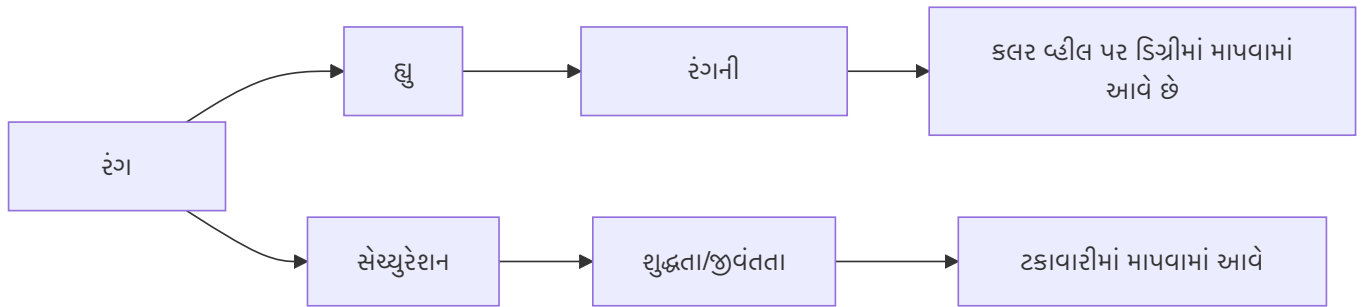 રંગ
હ્યુ
રંગની
કલર વ્હીલ પર ડિગ્રીમાં માપવામાં
આવે છે
સેચ્યુરેશન
શુદ્ધતા/જીવંતતા
ટકાવારીમાં માપવામાં આવે